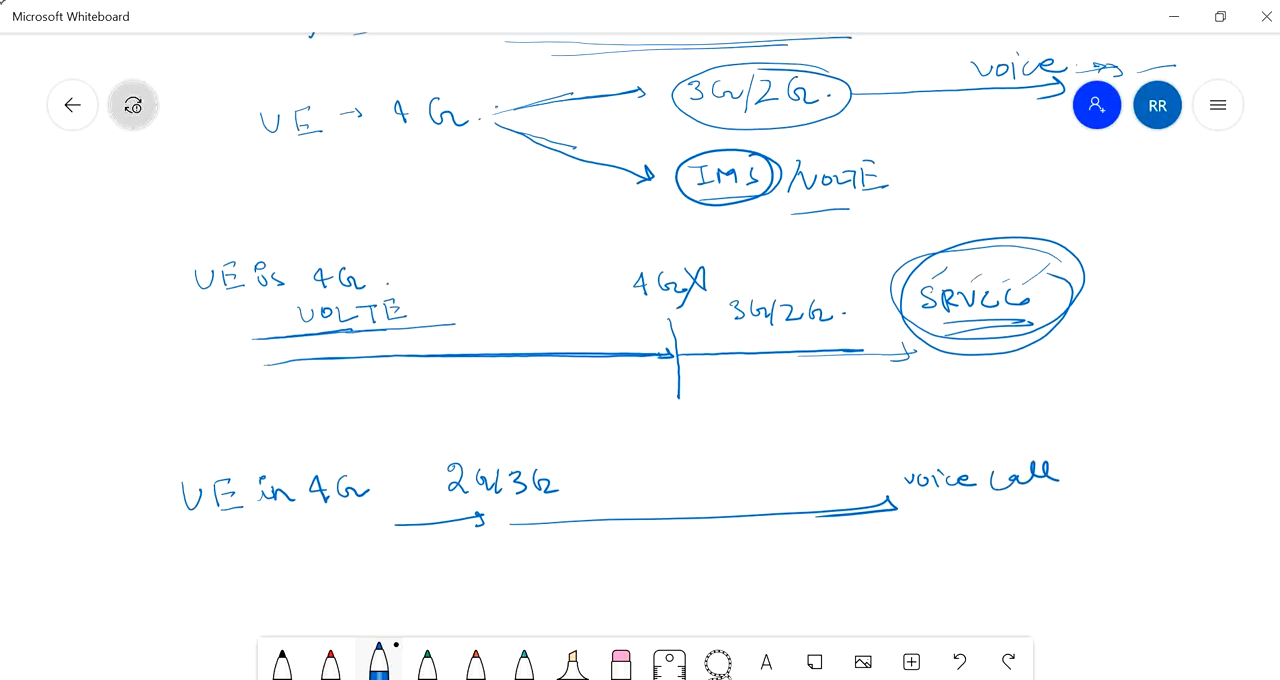 Microsoft Whiteboard
voice
3G/2G.
UE → 4G.
RR
IMS /VOLTE
UE is 4G.
4G X
VOLTE
3G/2G.
SRVCC
UE in 4G 2G/3G voice call
A